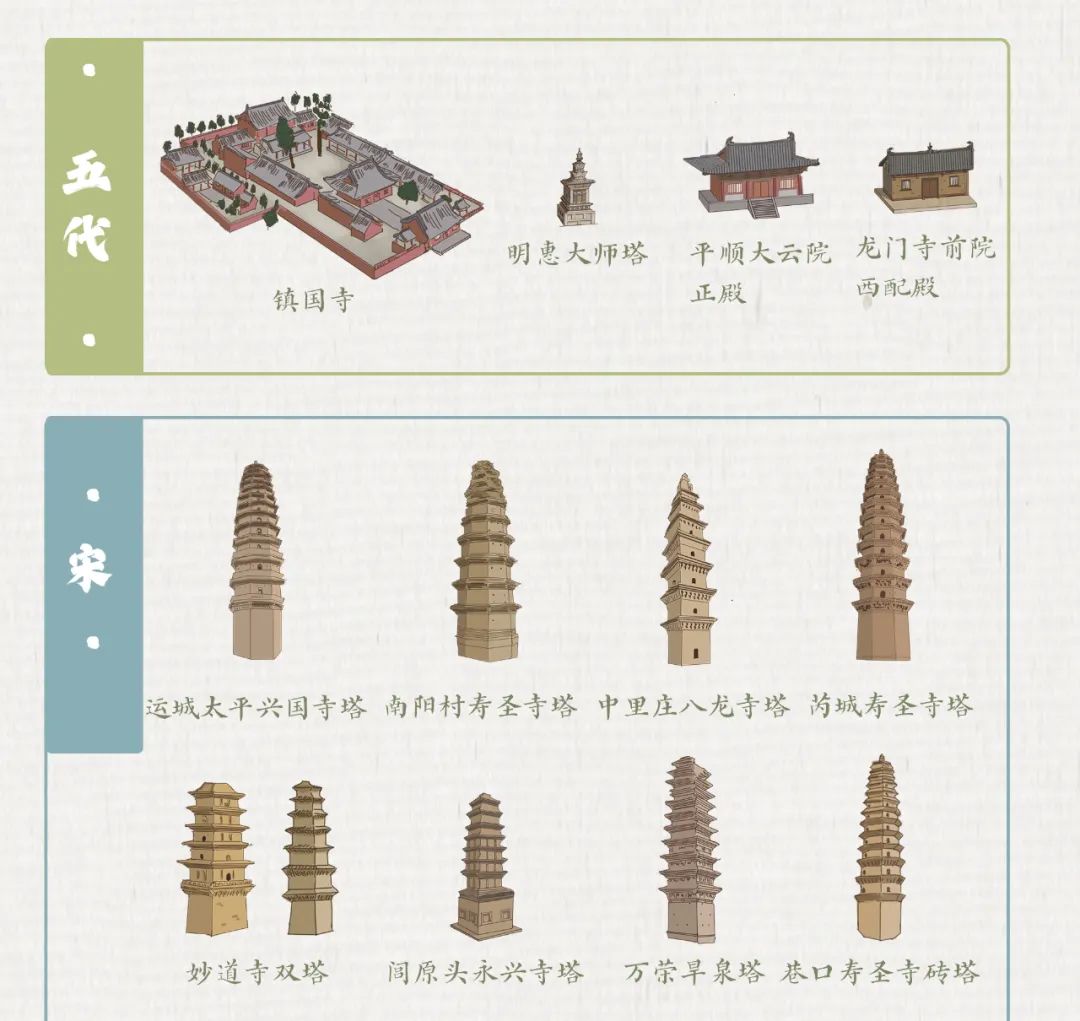 五代
镇国寺
明惠大师塔
平顺大云院
正殿
龙门寺前院
西配殿
宋
运城太平兴国寺塔
南阳村寿圣寺塔
中里庄八龙寺塔
芮城寿圣寺塔
妙道寺双塔
闾原头永兴寺塔
万荣旱泉塔
巷口寿圣寺砖塔